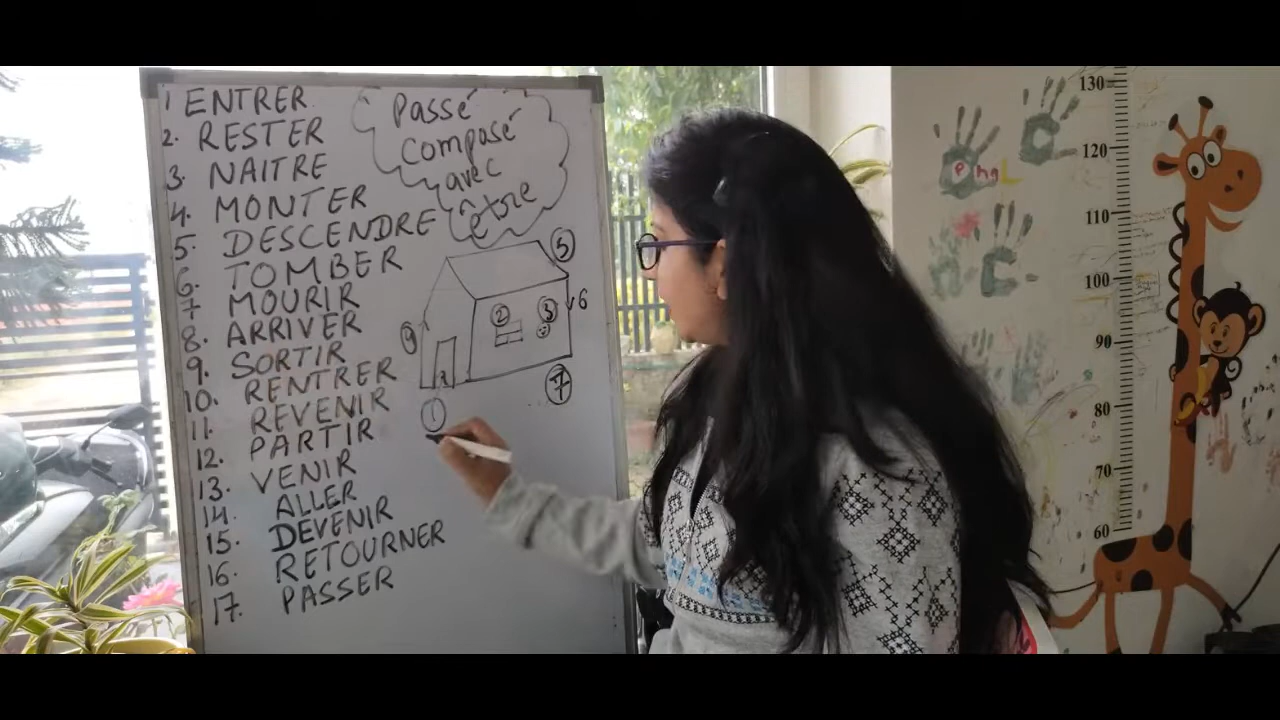 1 ENTRER
2. RESTER
3. NAITRE
4. MONTER
5. DESCENDRE
6. TOMBER
7 MOURIR
8. ARRIVER
9. SORTIR
10. RENTRER
11. REVENIR
12. PARTIR
13. VENIR
14. ALLER
15. DEVENIR
16. RETOURNER
17. PASSER
Passé
Composé
avec
être
5
2
3
6
9
7
1
130
120
110
100
90
80
70
60